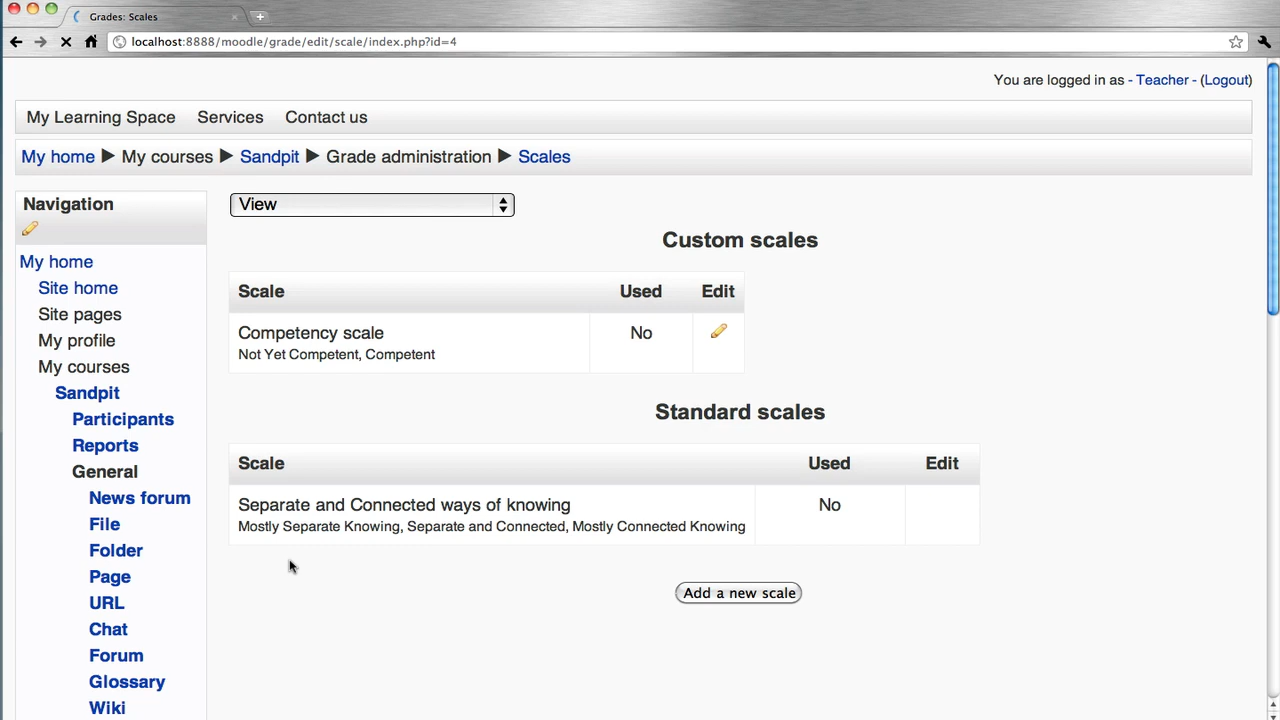 Grades: Scales
localhost:8888/moodle/grade/edit/scale/index.php?id=4
You are logged in as - Teacher - (Logout)
My Learning Space Services Contact us
My home ▶ My courses ▶ Sandpit ▶ Grade administration ▶ Scales
Navigation
My home
Site home
Site pages
My profile
My courses
Sandpit
Participants
Reports
General
News forum
File
Folder
Page
URL
Chat
Forum
Glossary
Wiki
View
Custom scales
Scale Used Edit
Competency scale No
Not Yet Competent, Competent
Standard scales
Scale Used Edit
Separate and Connected ways of knowing No
Mostly Separate Knowing, Separate and Connected, Mostly Connected Knowing
Add a new scale